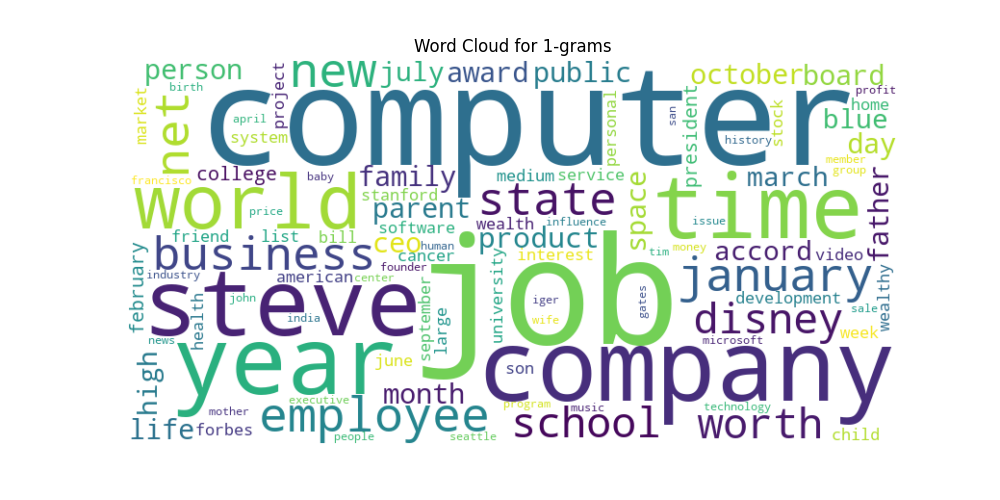 Word Cloud for 1-grams
person
birth
project
new
july
award
public
october
board
profit
market
april
system
net
computer
personal
san
president
stock
home
blue
history
day
francisco
college
baby
family
medium
service
march
member
group
father
world
stanford
parent
state
space
time
price
software
wealth
influence
issue
friend
list
bill
ceo
human
product
tim
money
accord
video
february
business
cancer
interest
industry
american
center
founder
university
january
wealthy
steve
health
john
india
september
large
job
iger
wife
gates
development
sale
disney
week
news
year
june
son
company
microsoft
high
month
executive
program
music
technology
life
forbes
mother
employee
people
seattle
school
worth
child